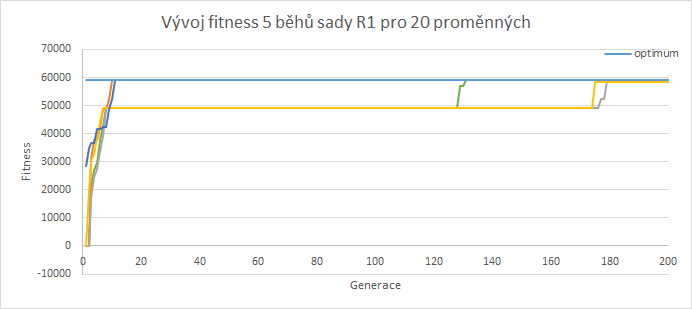 Vývoj fitness 5 běhů sady R1 pro 20 proměnných
70000
optimum
60000
50000
40000
30000
20000
10000
0
-10000
Fitness
0 20 40 60 80 100 120 140 160 180 200
Generace